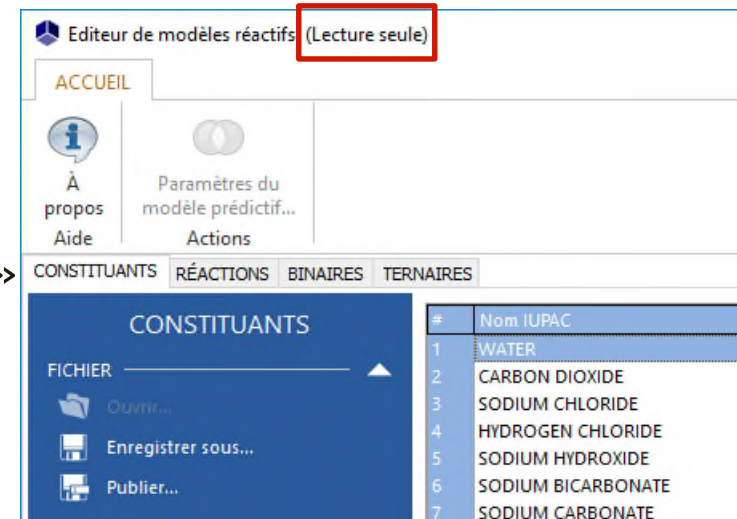 Editeur de modèles réactifs (Lecture seule)
ACCUEIL
À propos
Paramètres du modèle prédictif...
Aide
Actions
CONSTITUANTS RÉACTIONS BINAIRES TERNAIRES
CONSTITUANTS
FICHIER
Ouvrir...
Enregistrer sous...
Publier...
# Nom IUPAC
1 WATER
2 CARBON DIOXIDE
3 SODIUM CHLORIDE
4 HYDROGEN CHLORIDE
5 SODIUM HYDROXIDE
6 SODIUM BICARBONATE
7 SODIUM CARBONATE